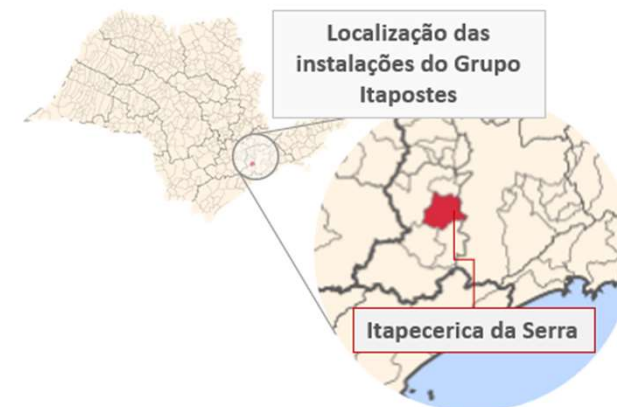 Localização das
instalações do Grupo
Itapostes
Itapecerica da Serra